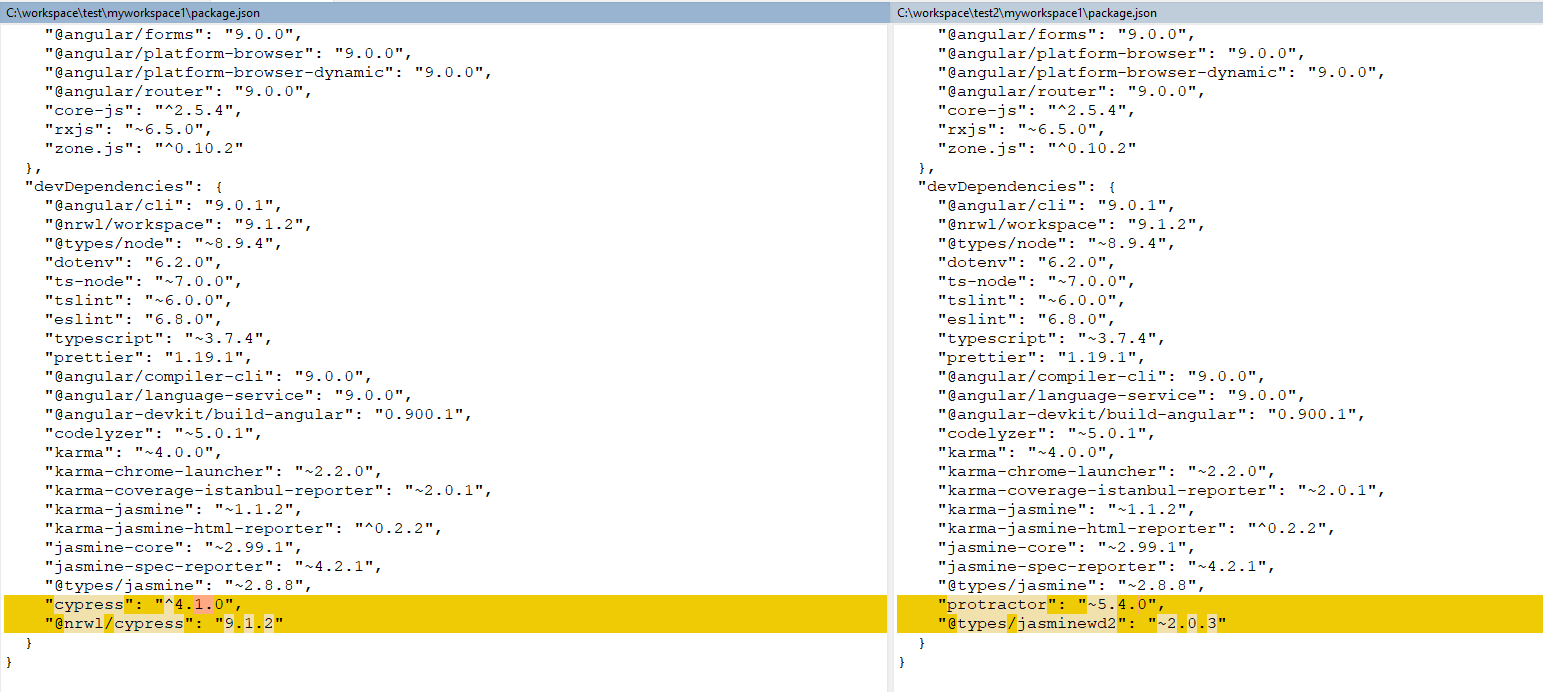 C:\workspace\test\myworkspace1\package.json
"@angular/forms": "9.0.0",
"@angular/platform-browser": "9.0.0",
"@angular/platform-browser-dynamic": "9.0.0",
"@angular/router": "9.0.0",
"core-js": "^2.5.4",
"rxjs": "~6.5.0",
"zone.js": "^0.10.2"
},
"devDependencies": {
"@angular/cli": "9.0.1",
"@nrwl/workspace": "9.1.2",
"@types/node": "~8.9.4",
"dotenv": "6.2.0",
"ts-node": "~7.0.0",
"tslint": "~6.0.0",
"eslint": "6.8.0",
"typescript": "~3.7.4",
"prettier": "1.19.1",
"@angular/compiler-cli": "9.0.0",
"@angular/language-service": "9.0.0",
"@angular-devkit/build-angular": "0.900.1",
"codelyzer": "~5.0.1",
"karma": "~4.0.0",
"karma-chrome-launcher": "~2.2.0",
"karma-coverage-istanbul-reporter": "~2.0.1",
"karma-jasmine": "~1.1.2",
"karma-jasmine-html-reporter": "^0.2.2",
"jasmine-core": "~2.99.1",
"jasmine-spec-reporter": "~4.2.1",
"@types/jasmine": "~2.8.8",
"cypress": "^4.1.0",
"@nrwl/cypress": "9.1.2"
}
}
C:\workspace\test2\myworkspace1\package.json
"@angular/forms": "9.0.0",
"@angular/platform-browser": "9.0.0",
"@angular/platform-browser-dynamic": "9.0.0",
"@angular/router": "9.0.0",
"core-js": "^2.5.4",
"rxjs": "~6.5.0",
"zone.js": "^0.10.2"
},
"devDependencies": {
"@angular/cli": "9.0.1",
"@nrwl/workspace": "9.1.2",
"@types/node": "~8.9.4",
"dotenv": "6.2.0",
"ts-node": "~7.0.0",
"tslint": "~6.0.0",
"eslint": "6.8.0",
"typescript": "~3.7.4",
"prettier": "1.19.1",
"@angular/compiler-cli": "9.0.0",
"@angular/language-service": "9.0.0",
"@angular-devkit/build-angular": "0.900.1",
"codelyzer": "~5.0.1",
"karma": "~4.0.0",
"karma-chrome-launcher": "~2.2.0",
"karma-coverage-istanbul-reporter": "~2.0.1",
"karma-jasmine": "~1.1.2",
"karma-jasmine-html-reporter": "^0.2.2",
"jasmine-core": "~2.99.1",
"jasmine-spec-reporter": "~4.2.1",
"@types/jasmine": "~2.8.8",
"protractor": "~5.4.0",
"@types/jasminewd2": "~2.0.3"
}
}